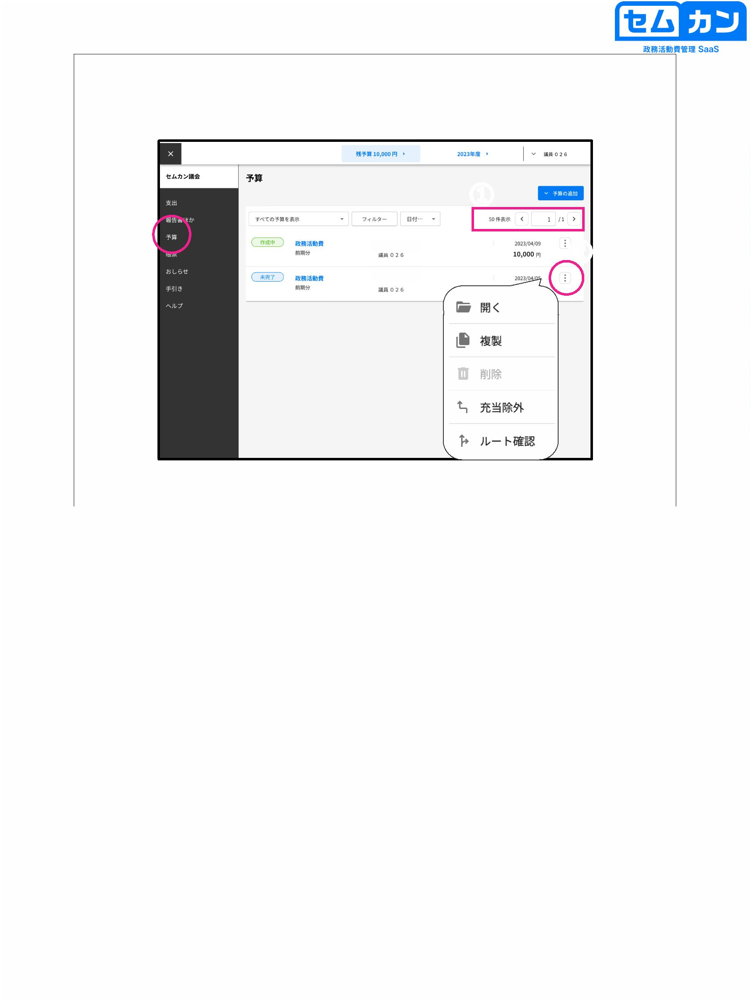 セムカン
政務活動費管理 SaaS
残予算 10,000 円
2023年度
議員 0 2 6
セムカン議会
支出
報告書ほか
予算
帳票
おしらせ
手引き
ヘルプ
予算
①
予算の追加
すべての予算を表示
フィルター
日付…
50 件表示
1
/ 1
作成中
政務活動費
前期分
議員 0 2 6
2023/04/09
10,000 円
未完了
政務活動費
前期分
議員 0 2 6
2023/04/05
開く
複製
削除
充当除外
ルート確認